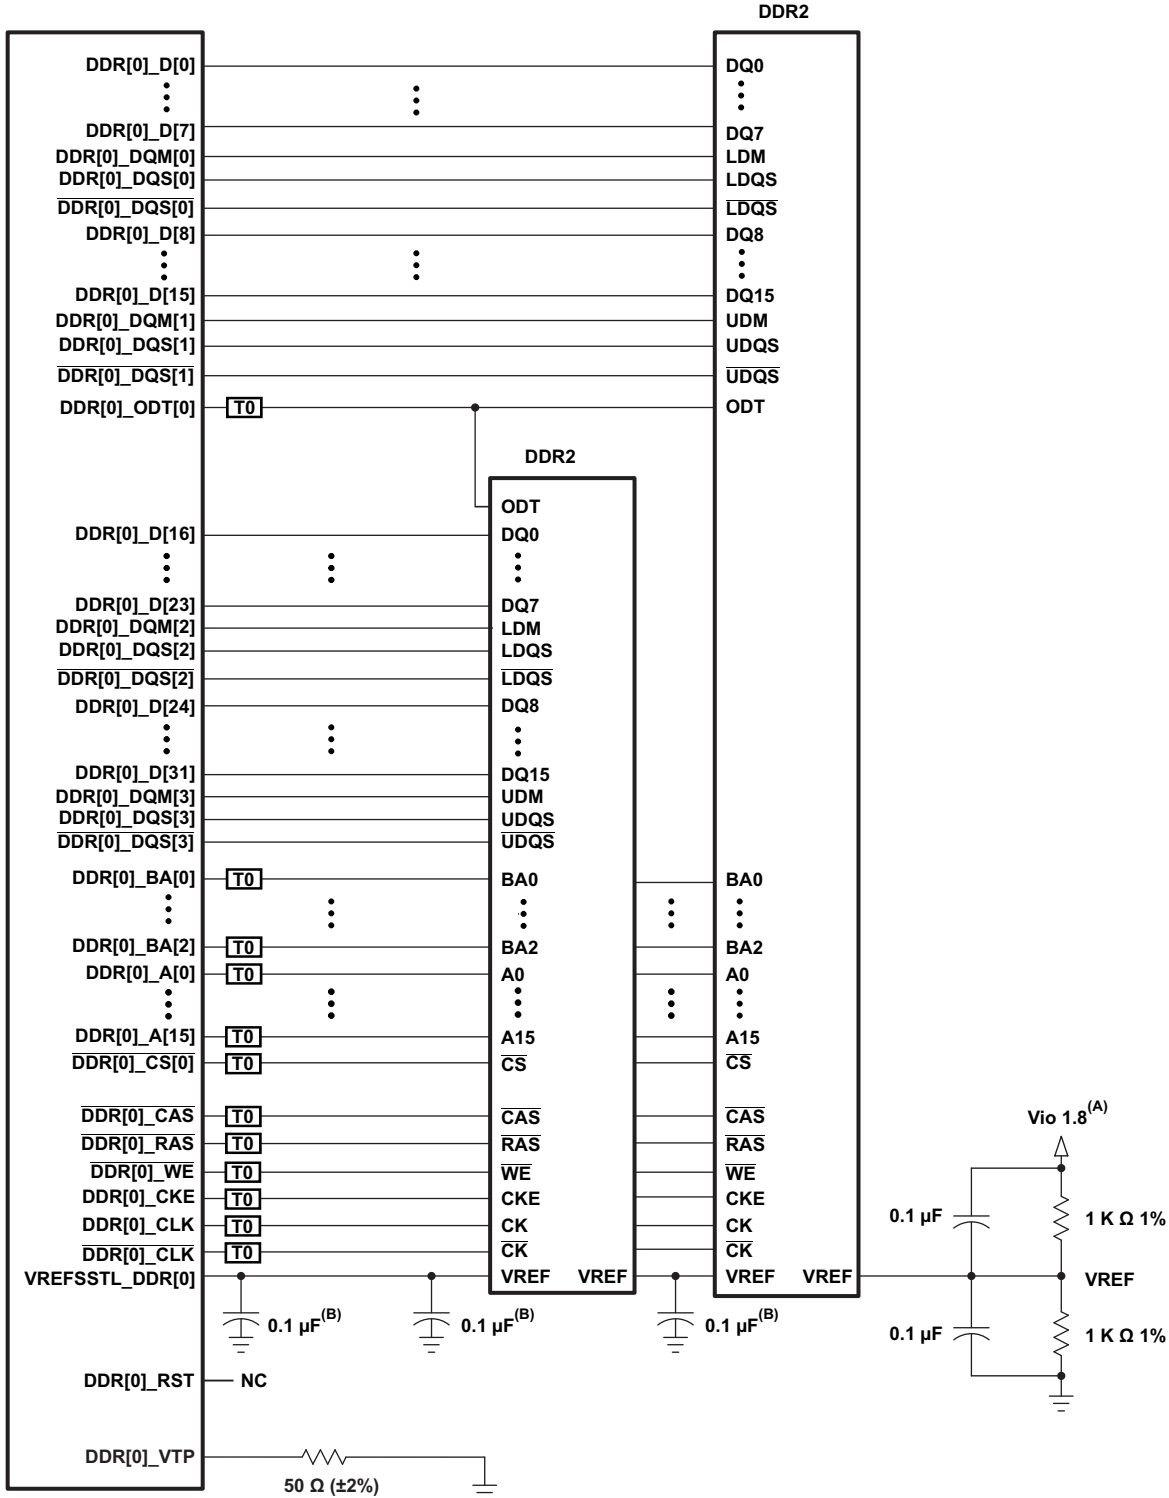 DDR2
DDR[0]_D[0] DQ0
DDR[0]_D[7] DQ7
DDR[0]_DQM[0] LDM
DDR[0]_DQS[0] LDQS
DDR[0]_DQS[0] LDQS
DDR[0]_D[8] DQ8
DDR[0]_D[15] DQ15
DDR[0]_DQM[1] UDM
DDR[0]_DQS[1] UDQS
DDR[0]_DQS[1] UDQS
DDR[0]_ODT[0] T0 ODT
DDR2
ODT
DDR[0]_D[16] DQ0
DDR[0]_D[23] DQ7
DDR[0]_DQM[2] LDM
DDR[0]_DQS[2] LDQS
DDR[0]_DQS[2] LDQS
DDR[0]_D[24] DQ8
DDR[0]_D[31] DQ15
DDR[0]_DQM[3] UDM
DDR[0]_DQS[3] UDQS
DDR[0]_DQS[3] UDQS
DDR[0]_BA[0] T0 BA0 BA0
DDR[0]_BA[2] T0 BA2 BA2
DDR[0]_A[0] T0 A0 A0
DDR[0]_A[15] T0 A15 A15
DDR[0]_CS[0] T0 CS CS
DDR[0]_CAS T0 CAS CAS
Vio 1.8(A)
DDR[0]_RAS T0 RAS RAS
DDR[0]_WE T0 WE WE
DDR[0]_CKE T0 CKE CKE
0.1 µF 1 K Ω 1%
DDR[0]_CLK T0 CK CK
DDR[0]_CLK T0 CK CK
VREFSSTL_DDR[0] VREF VREF VREF VREF VREF
0.1 µF(B) 0.1 µF(B) 0.1 µF(B) 0.1 µF 1 K Ω 1%
DDR[0]_RST NC
DDR[0]_VTP
50 Ω (±2%)